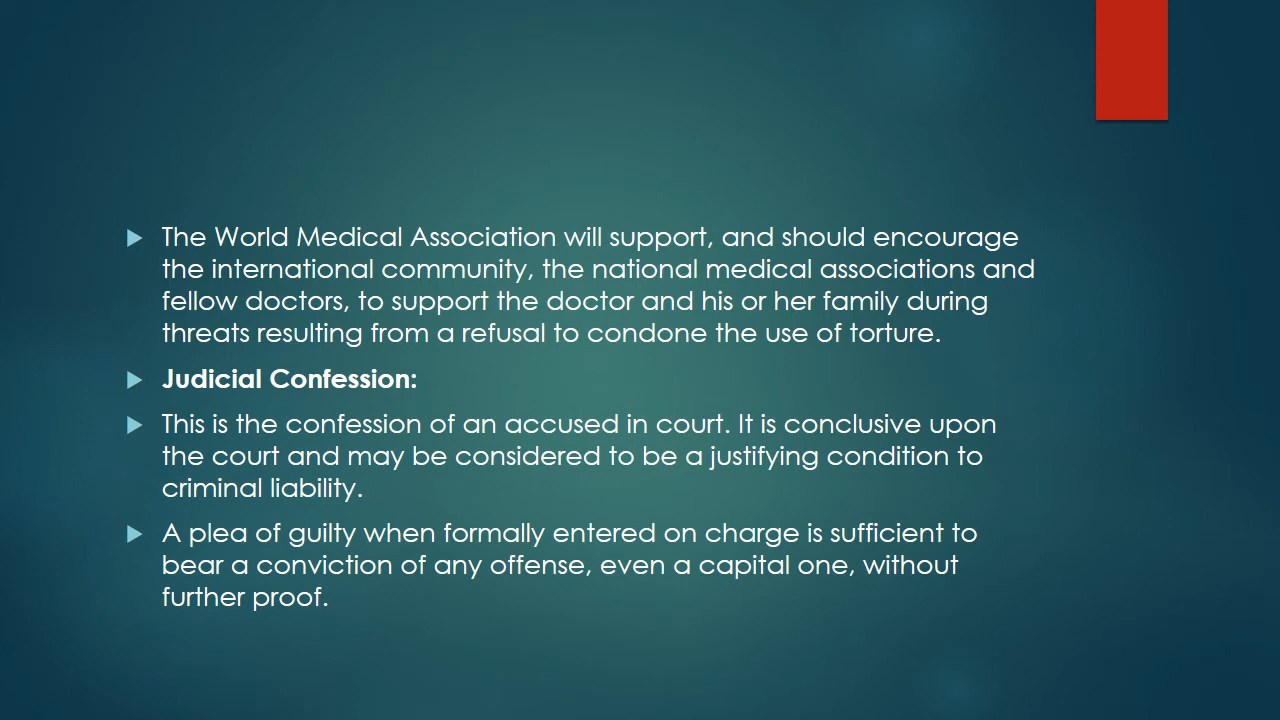 The World Medical Association will support, and should encourage
the international community, the national medical associations and
fellow doctors, to support the doctor and his or her family during
threats resulting from a refusal to condone the use of torture.
Judicial Confession:
This is the confession of an accused in court. It is conclusive upon
the court and may be considered to be a justifying condition to
criminal liability.
A plea of guilty when formally entered on charge is sufficient to
bear a conviction of any offense, even a capital one, without
further proof.